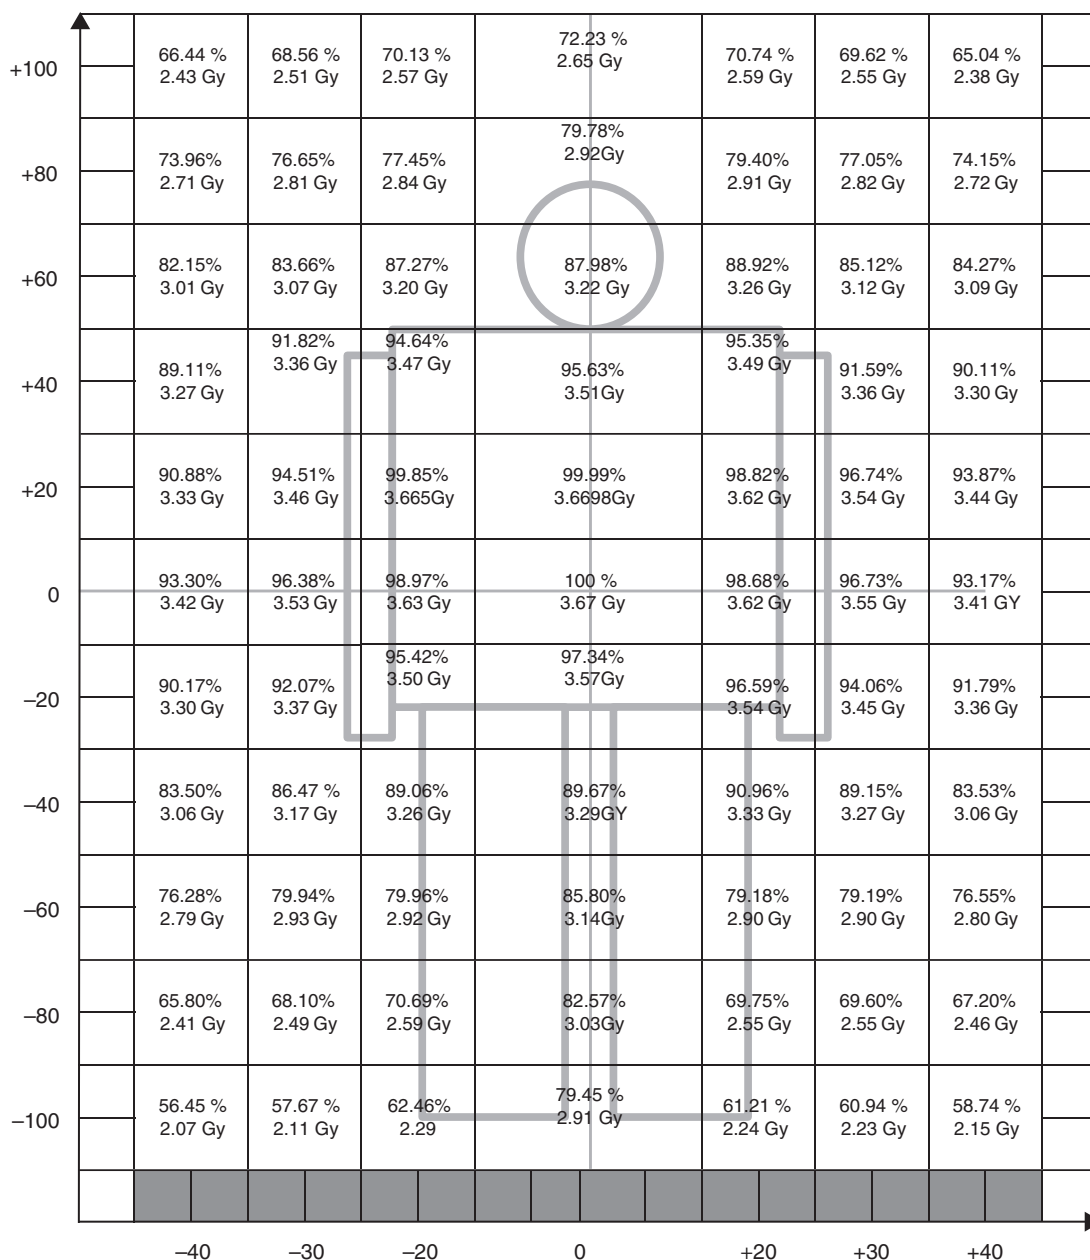 66.44 % 68.56 % 70.13 % 72.23 % 70.74 % 69.62 % 65.04 %
+100 2.43 Gy 2.51 Gy 2.57 Gy 2.65 Gy 2.59 Gy 2.55 Gy 2.38 Gy
73.96% 76.65% 77.45% 79.78% 79.40% 77.05% 74.15%
+80 2.71 Gy 2.81 Gy 2.84 Gy 2.92Gy 2.91 Gy 2.82 Gy 2.72 Gy
82.15% 83.66% 87.27% 87.98% 88.92% 85.12% 84.27%
+60 3.01 Gy 3.07 Gy 3.20 Gy 3.22 Gy 3.26 Gy 3.12 Gy 3.09 Gy
89.11% 91.82% 94.64% 95.63% 95.35% 91.59% 90.11%
+40 3.27 Gy 3.36 Gy 3.47 Gy 3.51Gy 3.49 Gy 3.36 Gy 3.30 Gy
90.88% 94.51% 99.85% 99.99% 98.82% 96.74% 93.87%
+20 3.33 Gy 3.46 Gy 3.665Gy 3.6698Gy 3.62 Gy 3.54 Gy 3.44 Gy
93.30% 96.38% 98.97% 100 % 98.68% 96.73% 93.17%
0 3.42 Gy 3.53 Gy 3.63 Gy 3.67 Gy 3.62 Gy 3.55 Gy 3.41 GY
90.17% 92.07% 95.42% 97.34% 96.59% 94.06% 91.79%
–20 3.30 Gy 3.37 Gy 3.50 Gy 3.57Gy 3.54 Gy 3.45 Gy 3.36 Gy
83.50% 86.47 % 89.06% 89.67% 90.96% 89.15% 83.53%
–40 3.06 Gy 3.17 Gy 3.26 Gy 3.29GY 3.33 Gy 3.27 Gy 3.06 Gy
76.28% 79.94% 79.96% 85.80% 79.18% 79.19% 76.55%
–60 2.79 Gy 2.93 Gy 2.92 Gy 3.14Gy 2.90 Gy 2.90 Gy 2.80 Gy
65.80% 68.10% 70.69% 82.57% 69.75% 69.60% 67.20%
–80 2.41 Gy 2.49 Gy 2.59 Gy 3.03Gy 2.55 Gy 2.55 Gy 2.46 Gy
56.45 % 57.67 % 62.46% 79.45 % 61.21 % 60.94 % 58.74 %
–100 2.07 Gy 2.11 Gy 2.29 2.91 Gy 2.24 Gy 2.23 Gy 2.15 Gy
–40 –30 –20 0 +20 +30 +40